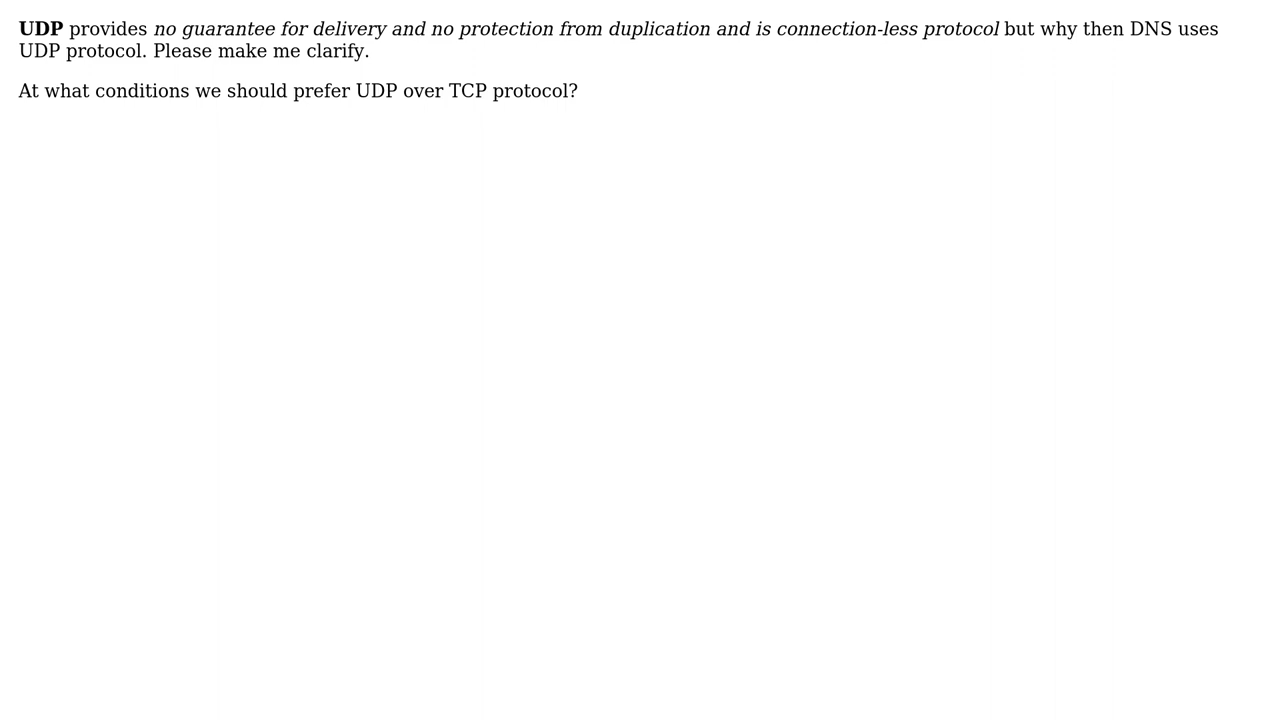 UDP provides no guarantee for delivery and no protection from duplication and is connection-less protocol but why then DNS uses
UDP protocol. Please make me clarify.
At what conditions we should prefer UDP over TCP protocol?